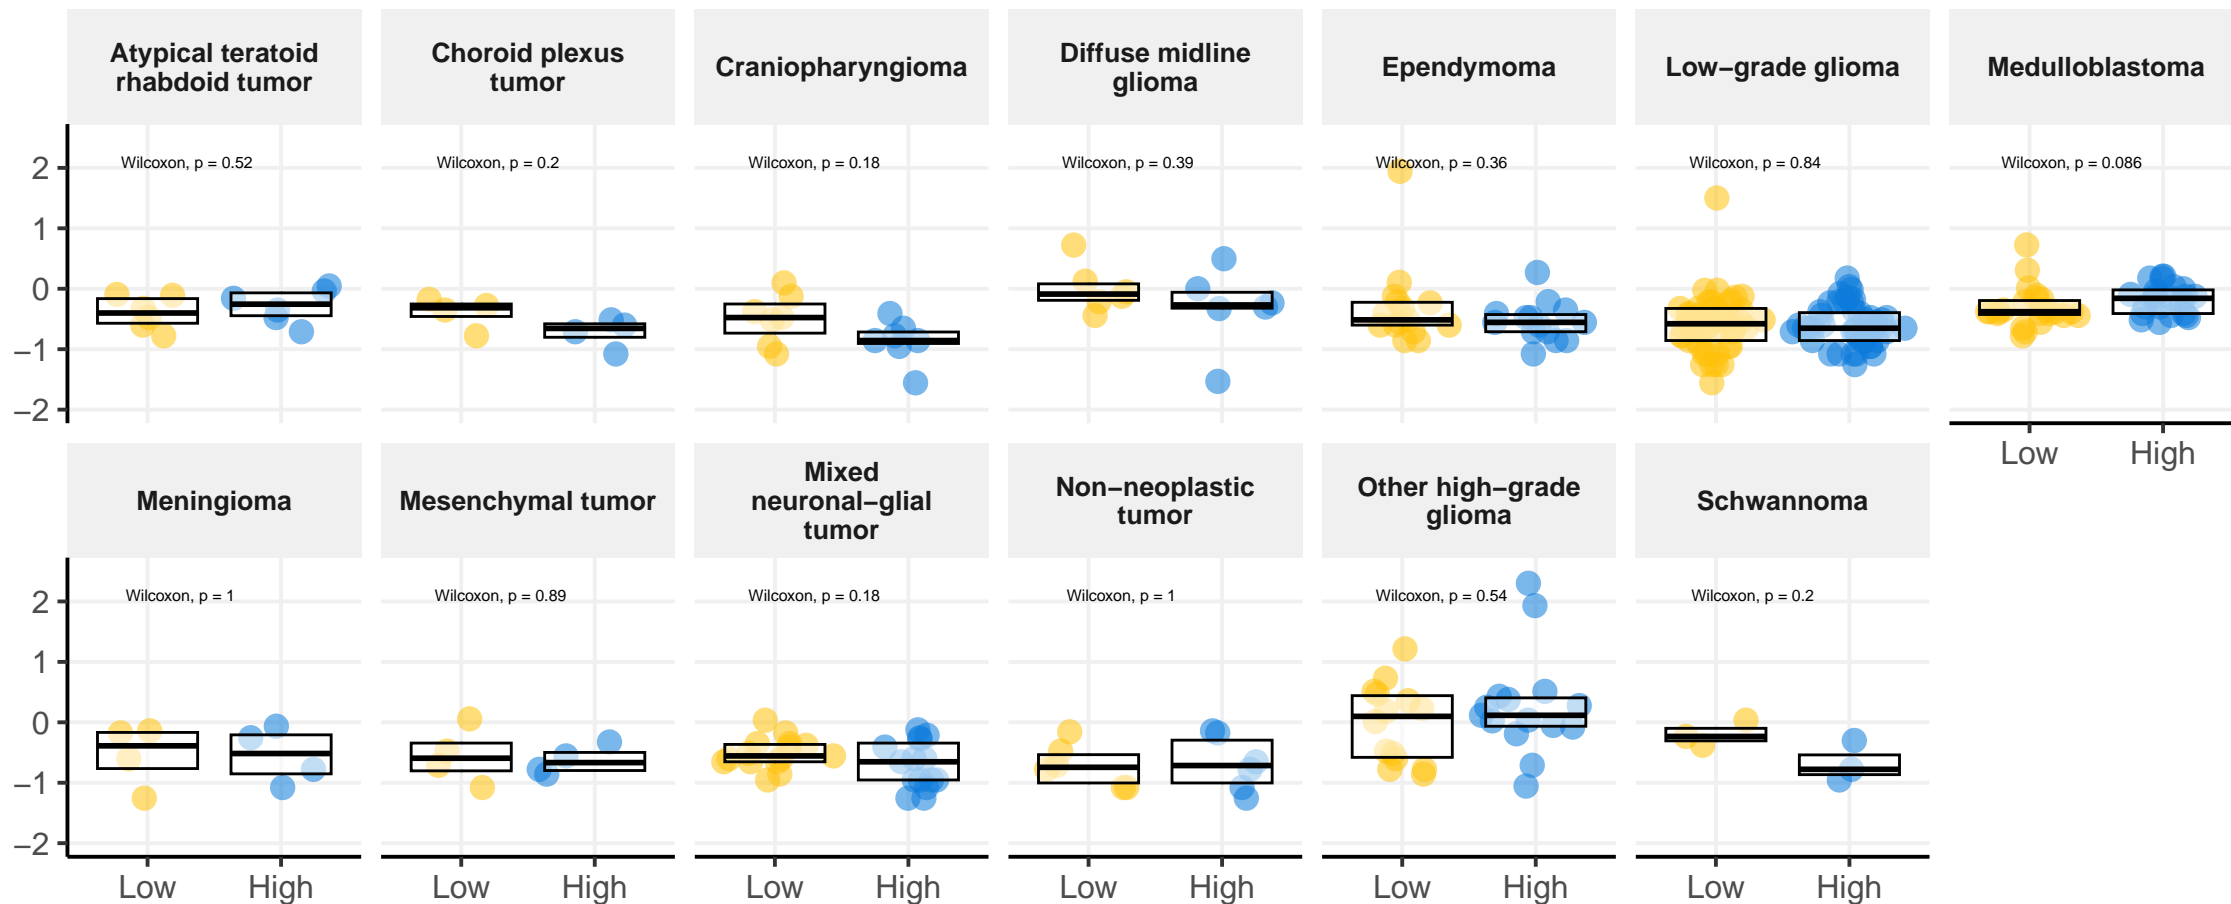 Atypical teratoid
rhabdoid tumor
Choroid plexus
tumor
Craniopharyngioma
Diffuse midline
glioma
Ependymoma
Low−grade glioma
Medulloblastoma
Wilcoxon, p = 0.52
Wilcoxon, p = 0.2
Wilcoxon, p = 0.18
Wilcoxon, p = 0.39
Wilcoxon, p = 0.36
Wilcoxon, p = 0.84
Wilcoxon, p = 0.086
2
1
0
−1
−2
Low
High
Meningioma
Mesenchymal tumor
Mixed
neuronal−glial
tumor
Non−neoplastic
tumor
Other high−grade
glioma
Schwannoma
Wilcoxon, p = 1
Wilcoxon, p = 0.89
Wilcoxon, p = 0.18
Wilcoxon, p = 1
Wilcoxon, p = 0.54
Wilcoxon, p = 0.2
2
1
0
−1
−2
Low
High
Low
High
Low
High
Low
High
Low
High
Low
High